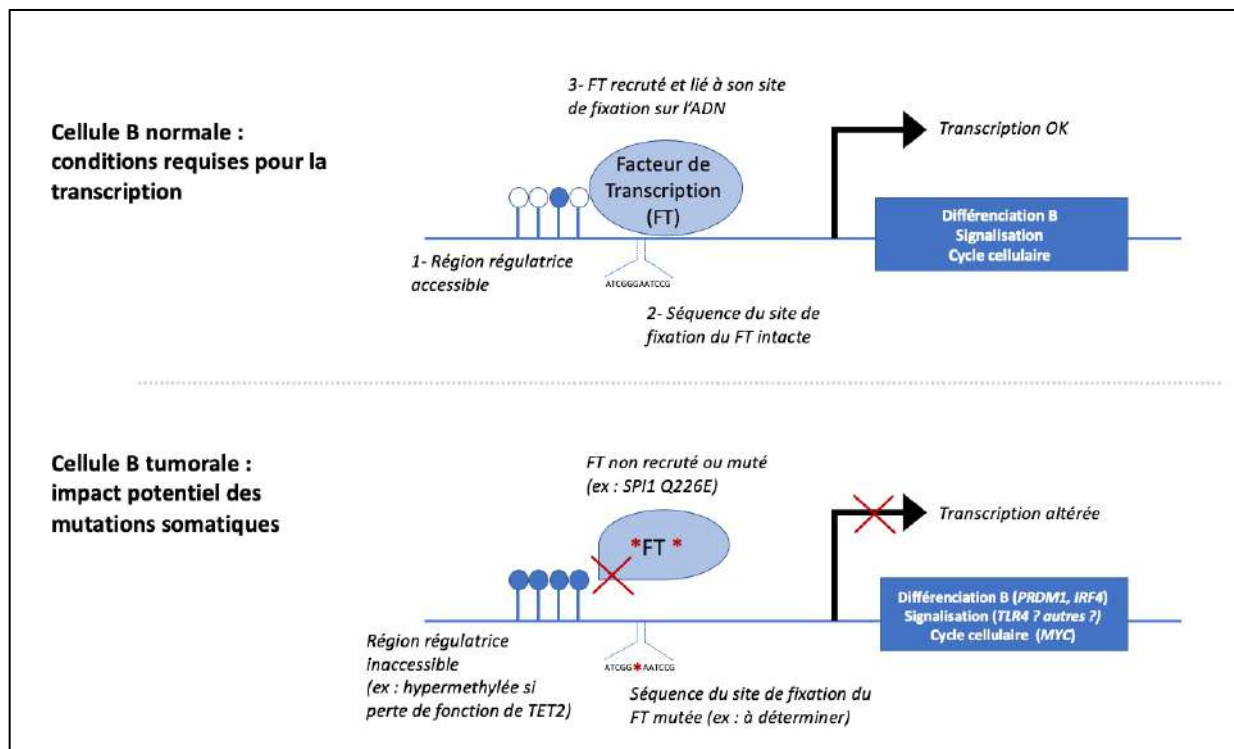 Cellule B normale :
conditions requises pour la
transcription
3- FT recruté et lié à son site
de fixation sur l'ADN
Facteur de
Transcription
(FT)
Transcription OK
Différenciation B
Signalisation
Cycle cellulaire
1- Région régulatrice
accessible
ATCGGGAATCCG
2- Séquence du site de
fixation du FT intacte
Cellule B tumorale :
impact potentiel des
mutations somatiques
FT non recruté ou muté
(ex : SPI1 Q226E)
*FT *
Transcription altérée
Différenciation B (PRDM1, IRF4)
Signalisation (TLR4 ? autres ?)
Cycle cellulaire (MYC)
Région régulatrice
inaccessible
(ex : hypermethylée si
perte de fonction de TET2)
ATCGG*AATCCG
Séquence du site de fixation du
FT mutée (ex : à déterminer)